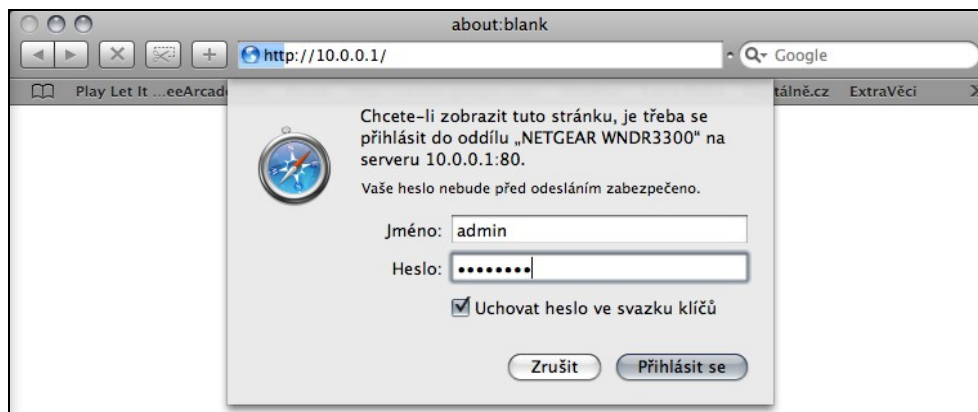 about:blank
http://10.0.0.1/
Google
Play Let It ...eeArcade
tálně.cz ExtraVěci
Chcete-li zobrazit tuto stránku, je třeba se
přihlásit do oddílu „NETGEAR WNDR3300“ na
serveru 10.0.0.1:80.
Vaše heslo nebude před odesláním zabezpečeno.
Jméno: admin
Heslo: ••••••••
Uchovat heslo ve svazku klíčů
Zrušit Přihlásit se